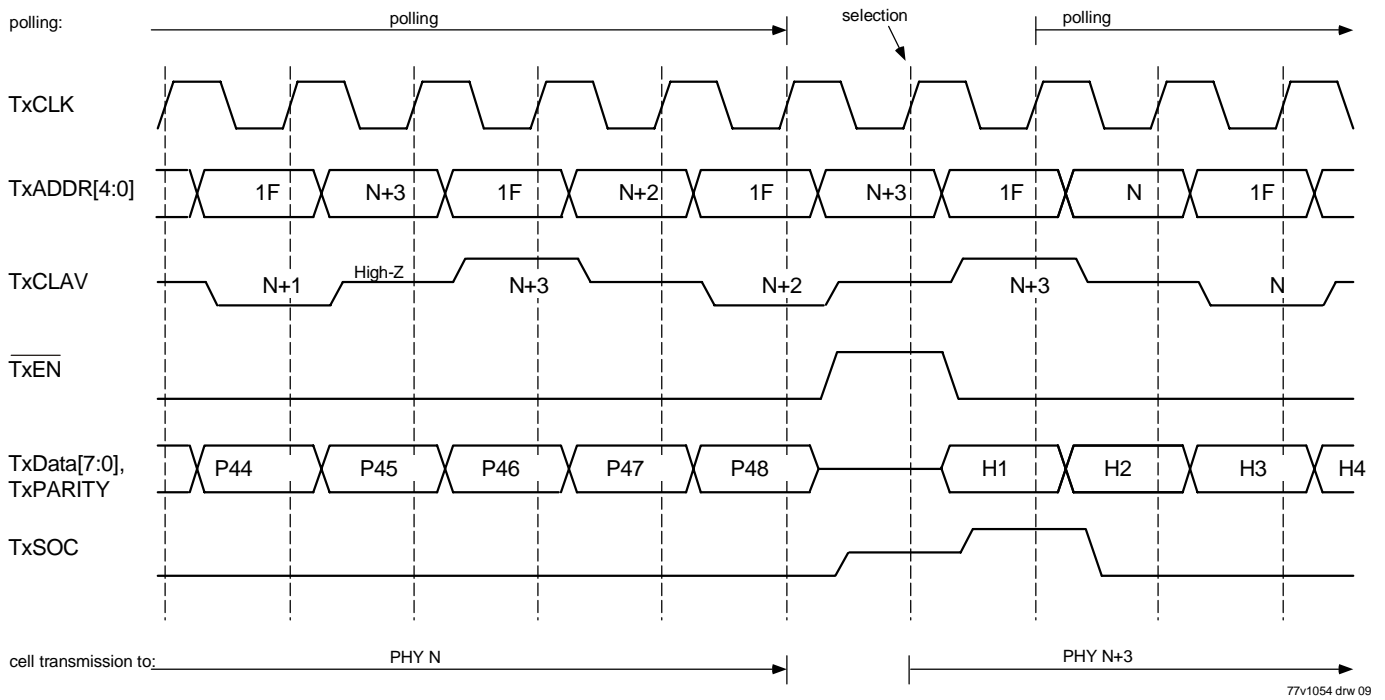 polling: polling selection polling
TxCLK
TxADDR[4:0] 1F N+3 1F N+2 1F N+3 1F N 1F
TxCLAV N+1 High-Z N+3 N+2 N+3 N
TxEN
TxData[7:0], TxPARITY P44 P45 P46 P47 P48 H1 H2 H3 H4
TxSOC
cell transmission to: PHY N PHY N+3
77v1054 drw 09